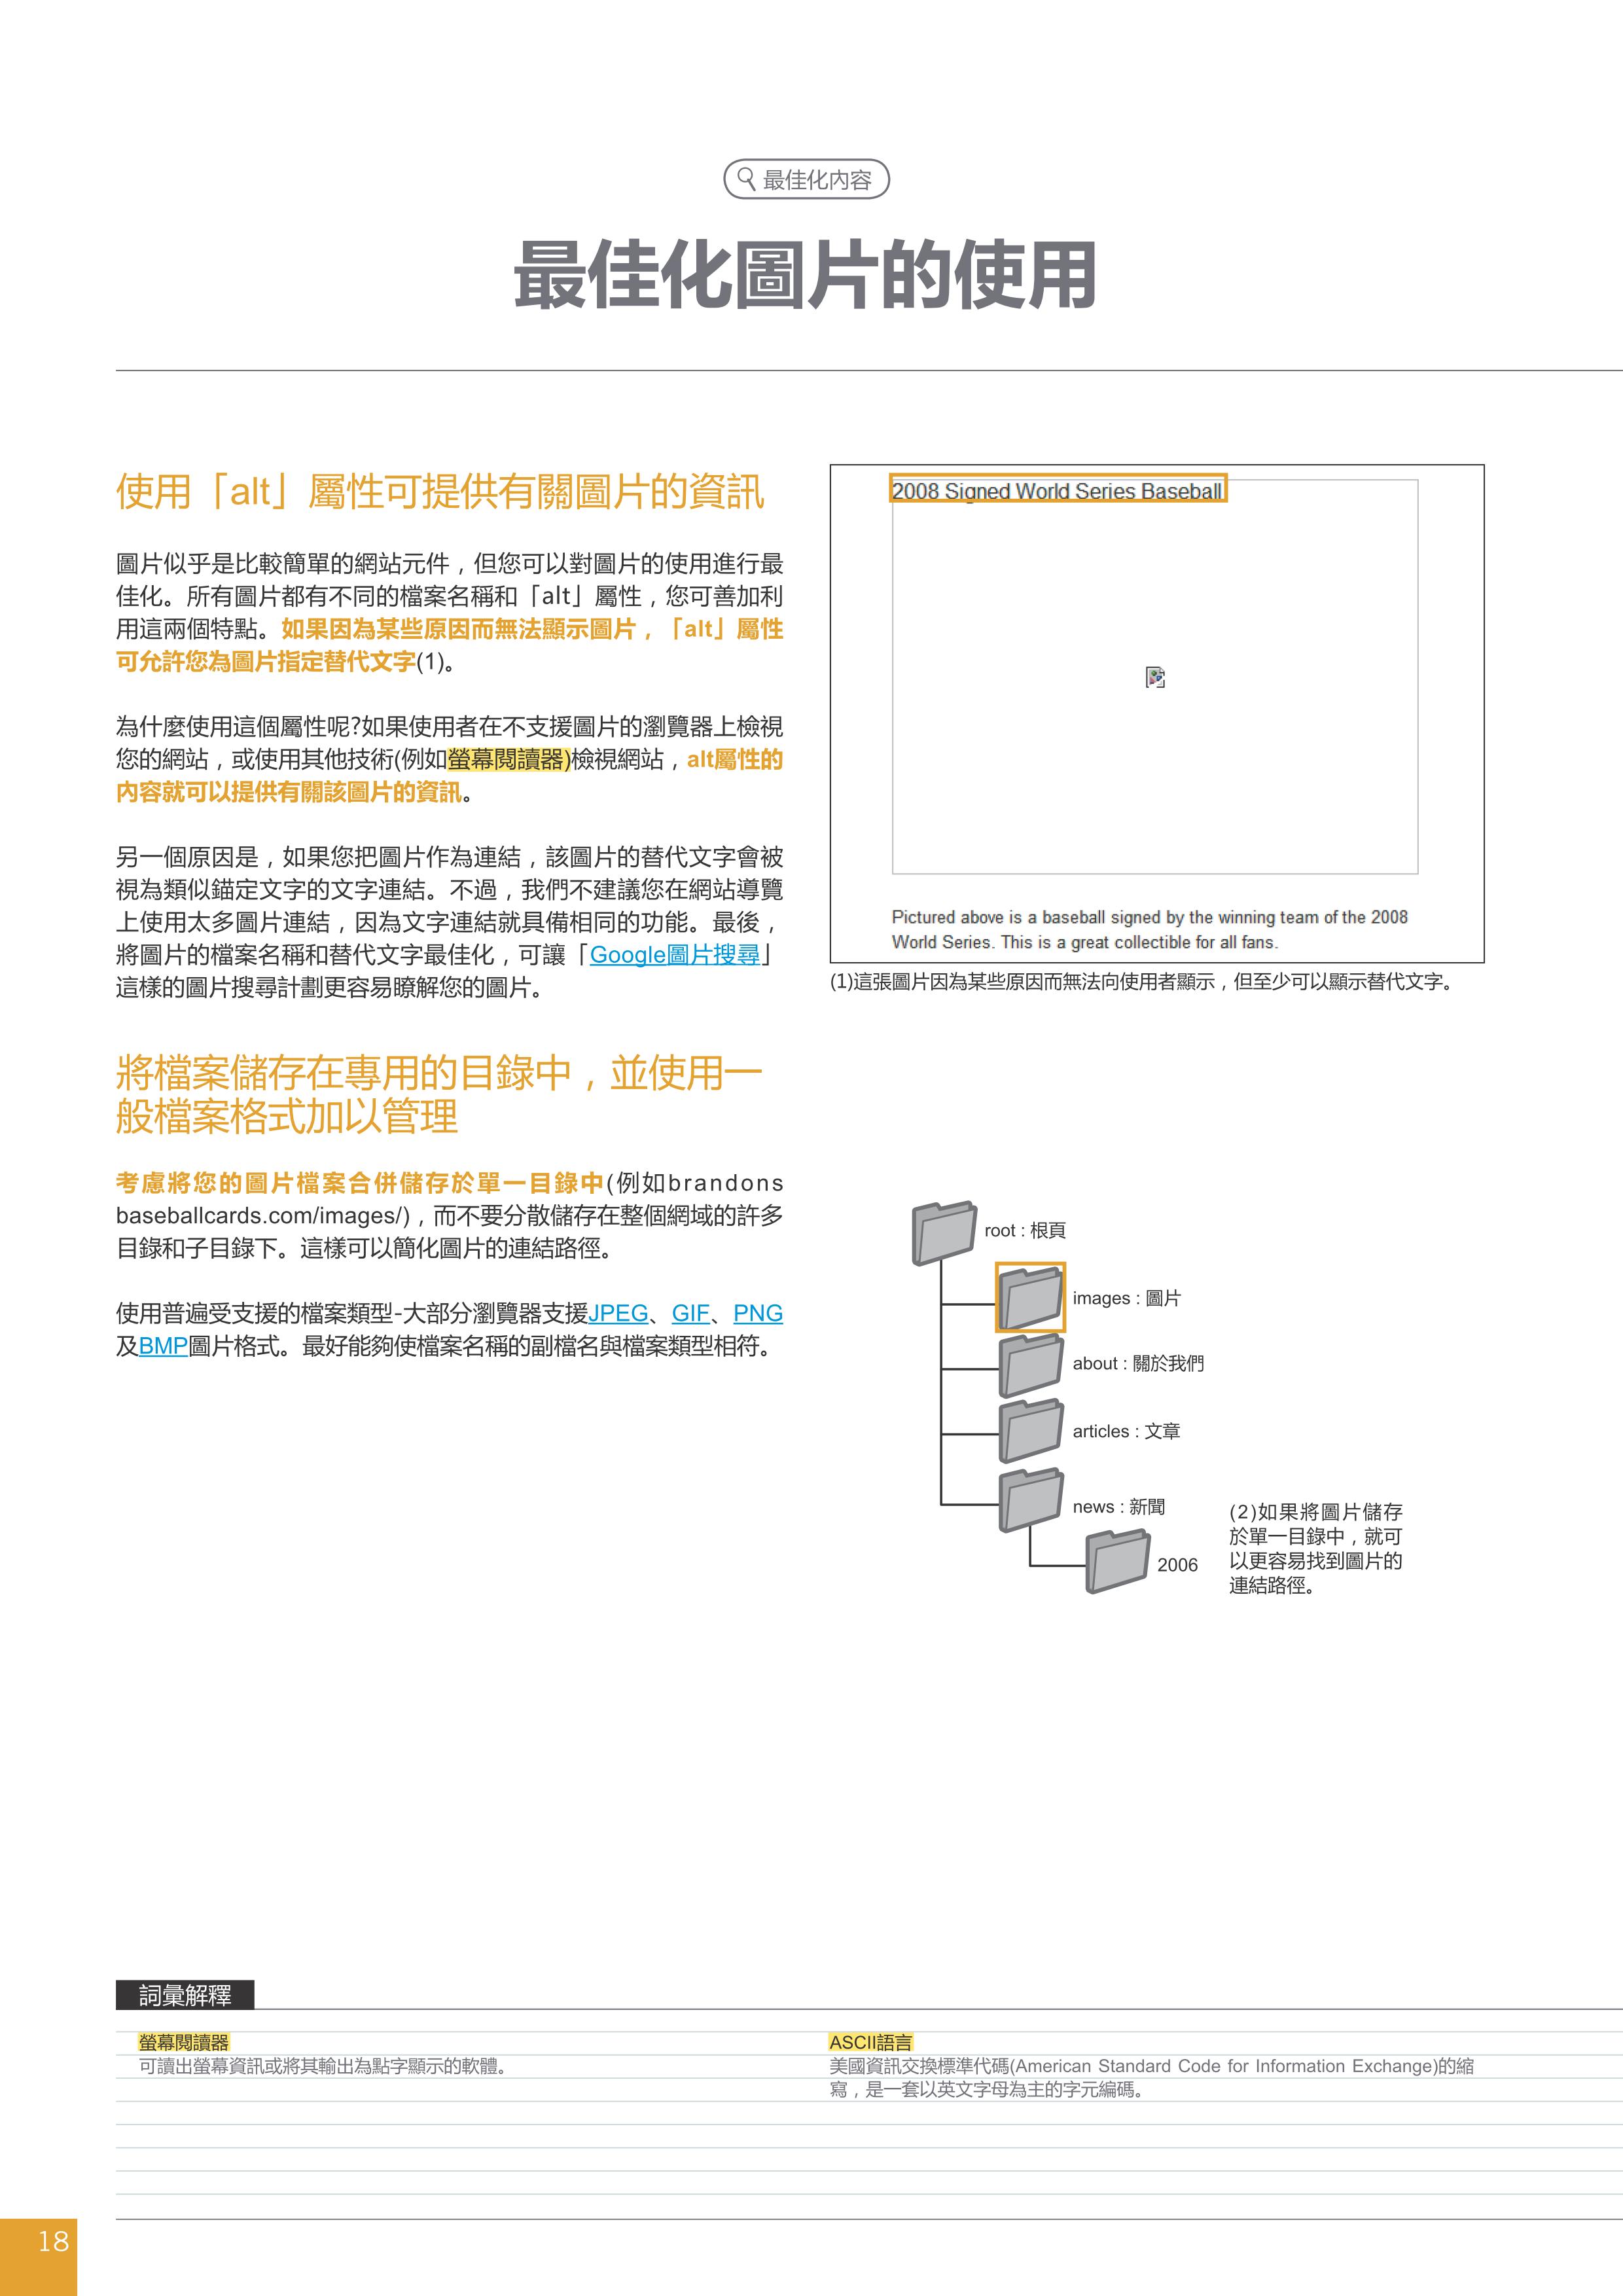 最佳化內容
最佳化圖片的使用
使用「alt」屬性可提供有關圖片的資訊
圖片似乎是比較簡單的網站元件，但您可以對圖片的使用進行最
佳化。所有圖片都有不同的檔案名稱和「alt」屬性，您可善加利
用這兩個特點。如果因為某些原因而無法顯示圖片，「alt」屬性
可允許您為圖片指定替代文字(1)。
為什麼使用這個屬性呢?如果使用者在不支援圖片的瀏覽器上檢視
您的網站，或使用其他技術(例如螢幕閱讀器)檢視網站，alt屬性的
內容就可以提供有關該圖片的資訊。
另一個原因是，如果您把圖片作為連結，該圖片的替代文字會被
視為類似錨定文字的文字連結。不過，我們不建議您在網站導覽
上使用太多圖片連結，因為文字連結就具備相同的功能。最後，
將圖片的檔案名稱和替代文字最佳化，可讓「Google圖片搜尋」
這樣的圖片搜尋計劃更容易瞭解您的圖片。
2008 Signed World Series Baseball
Pictured above is a baseball signed by the winning team of the 2008
World Series. This is a great collectible for all fans.
(1)這張圖片因為某些原因而無法向使用者顯示，但至少可以顯示替代文字。
將檔案儲存在專用的目錄中，並使用一
般檔案格式加以管理
考慮將您的圖片檔案合併儲存於單一目錄中(例如brandons
baseballcards.com/images/)，而不要分散儲存在整個網域的許多
目錄和子目錄下。這樣可以簡化圖片的連結路徑。
使用普遍受支援的檔案類型-大部分瀏覽器支援JPEG、GIF、PNG
及BMP圖片格式。最好能夠使檔案名稱的副檔名與檔案類型相符。
root : 根頁
images : 圖片
about : 關於我們
articles : 文章
news : 新聞
2006
(2)如果將圖片儲存
於單一目錄中，就可
以更容易找到圖片的
連結路徑。
詞彙解釋
螢幕閱讀器
可讀出螢幕資訊或將其輸出為點字顯示的軟體。
ASCII語言
美國資訊交換標準代碼(American Standard Code for Information Exchange)的縮
寫，是一套以英文字母為主的字元編碼。
18